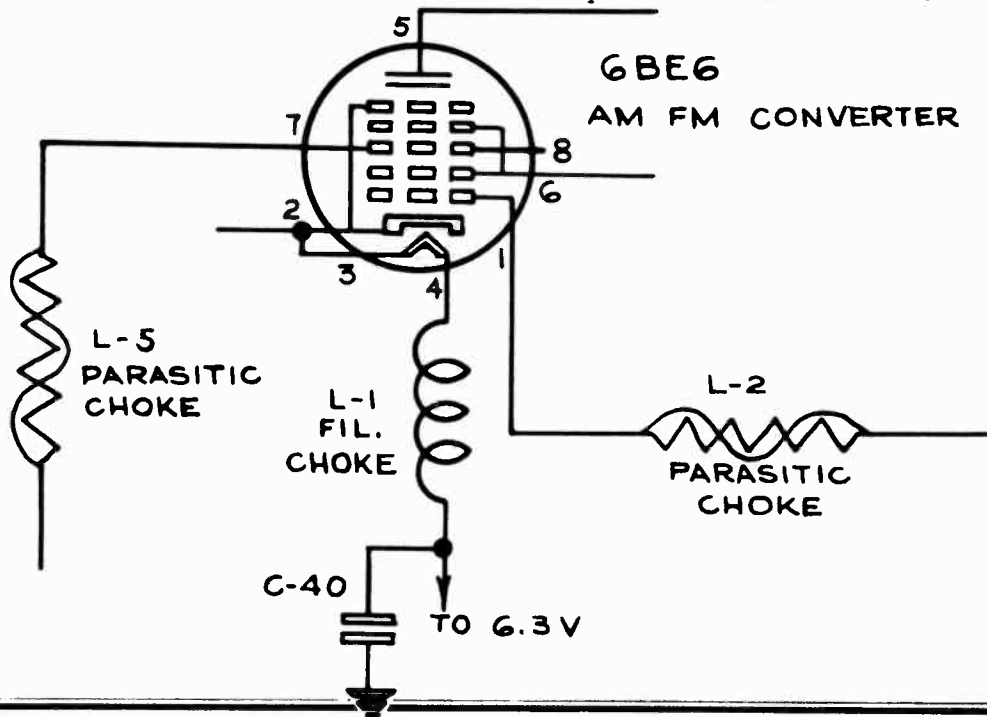 5
6BE6
AM FM CONVERTER
7
8
6
2
3
4
1
L-5
PARASITIC
CHOKE
L-1
FIL.
CHOKE
L-2
PARASITIC
CHOKE
C-40
TO 6.3V